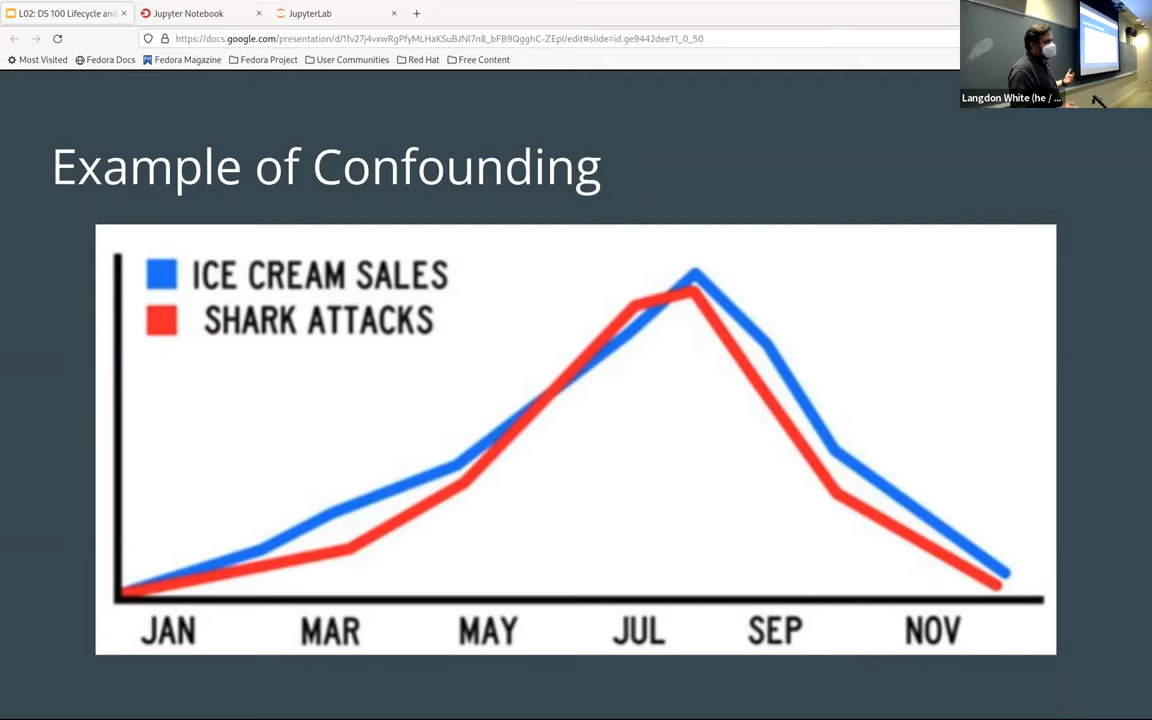 L02: DS 100 Lifecycle and
Jupyter Notebook
JupyterLab
https://docs.google.com/presentation/d/1fv27j4vxwRgPfyMLHaKSuBJNI7n8_bFB9QgghC-ZEpI/edit#slide=id.ge9442dee11_0_50
Most Visited
Fedora Docs
Fedora Magazine
Fedora Project
User Communities
Red Hat
Free Content
Langdon White (he / ...
Example of Confounding
ICE CREAM SALES
SHARK ATTACKS
JAN MAR MAY JUL SEP NOV